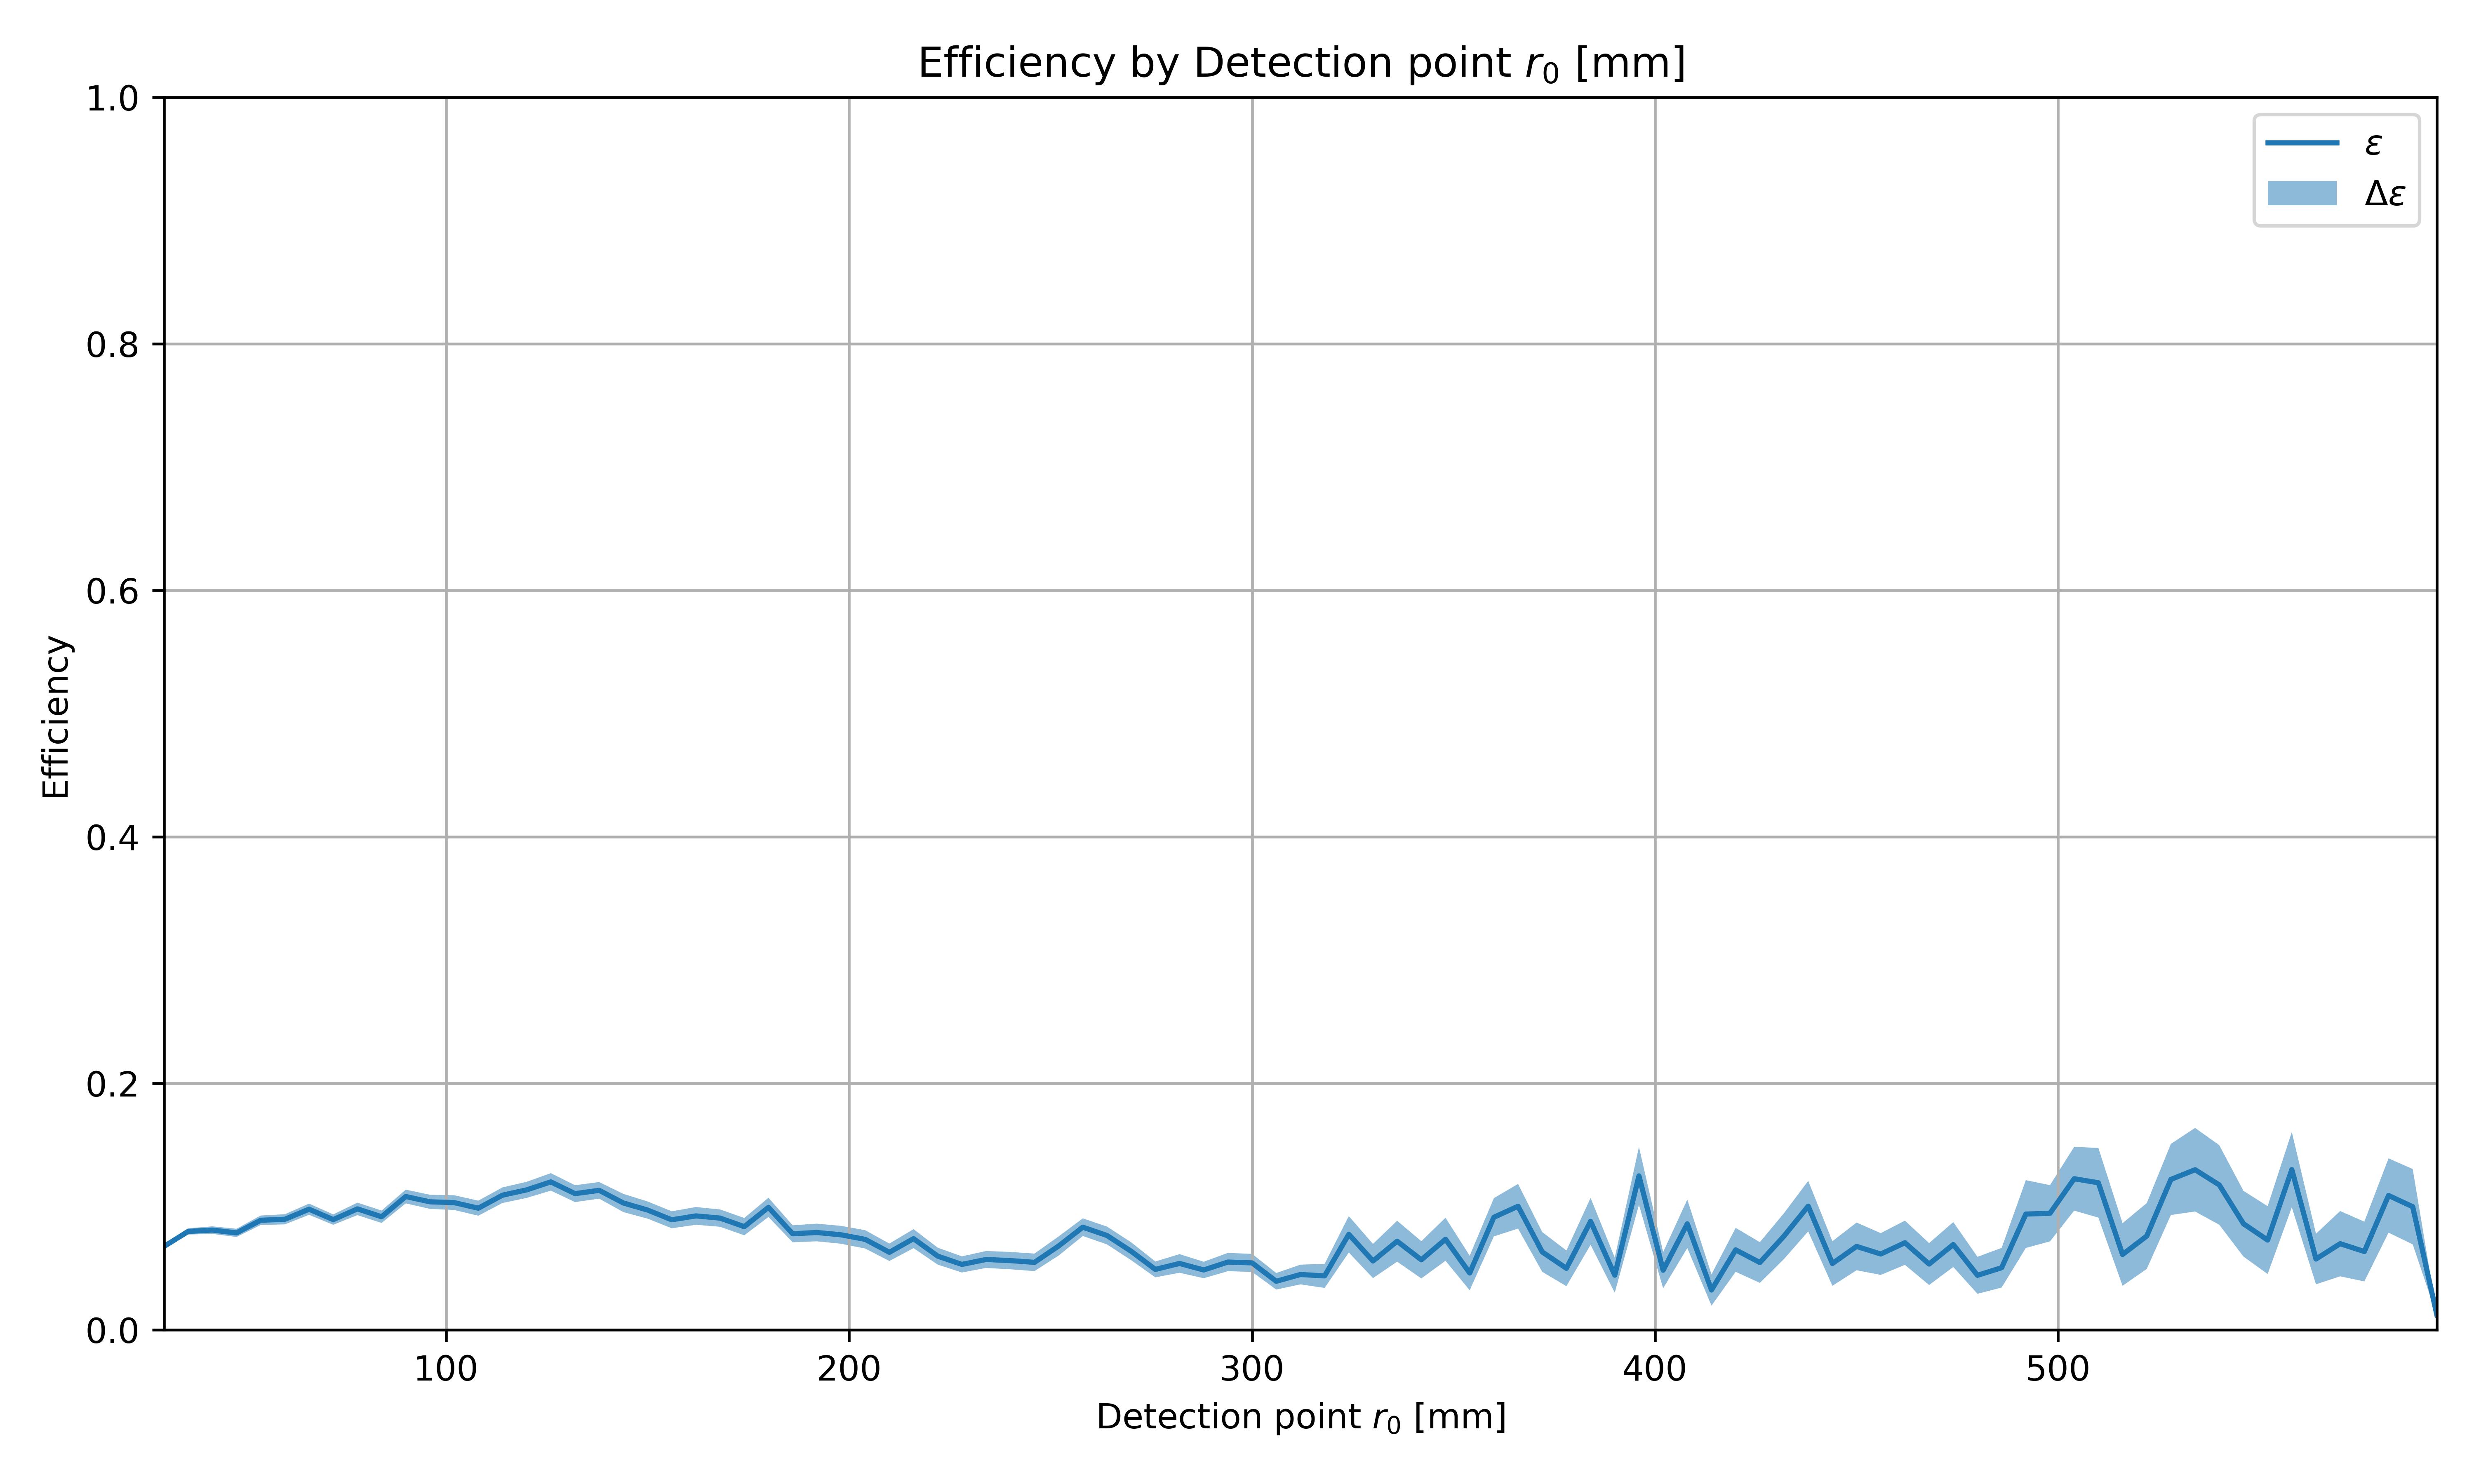 Efficiency by Detection point r₀ [mm]
ε
Δε
1.0
0.8
0.6
0.4
0.2
0.0
Efficiency
100 200 300 400 500
Detection point r₀ [mm]